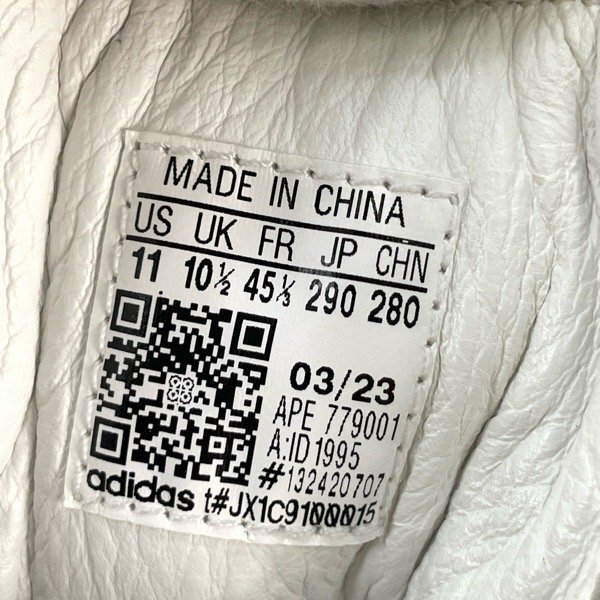 MADE IN CHINA
US UK FR JP CHN
11 10½ 45⅓ 290 280
03/23
APE 779001
A:ID1995
#132420707
adidas t#JX1C9100015